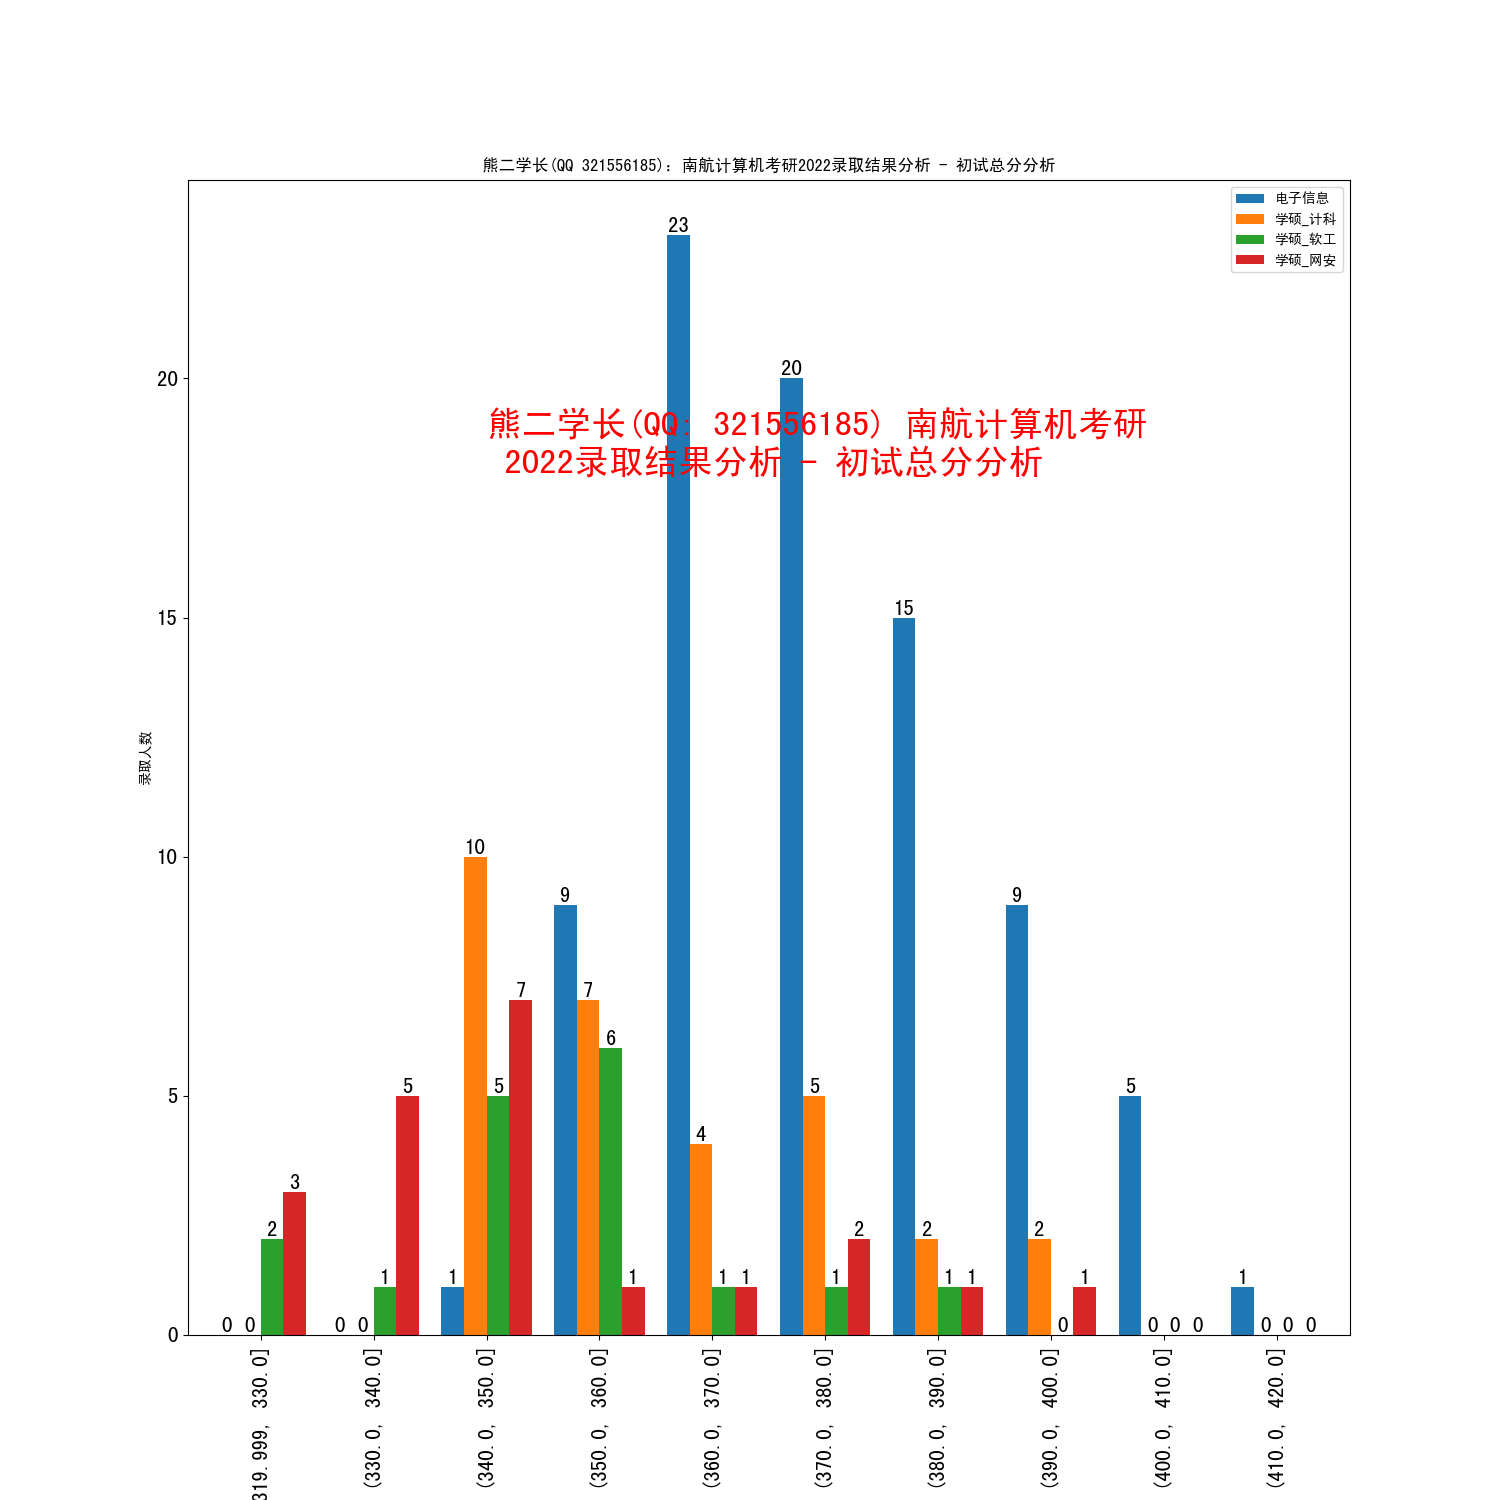 熊二学长(QQ 321556185): 南航计算机考研2022录取结果分析 - 初试总分分析
电子信息
学硕_计科
学硕_软工
学硕_网安
熊二学长(QQ: 321556185) 南航计算机考研
2022录取结果分析 - 初试总分分析
录取人数
20
15
10
5
0
0 0 2 3
0 0 1 5
1 10 5 7
9 7 6 1
23 4 1 1
20 5 1 2
15 2 1 1
9 2 0 1
5 0 0 0
1 0 0 0
319.999, 330.0]
(330.0, 340.0]
(340.0, 350.0]
(350.0, 360.0]
(360.0, 370.0]
(370.0, 380.0]
(380.0, 390.0]
(390.0, 400.0]
(400.0, 410.0]
(410.0, 420.0]